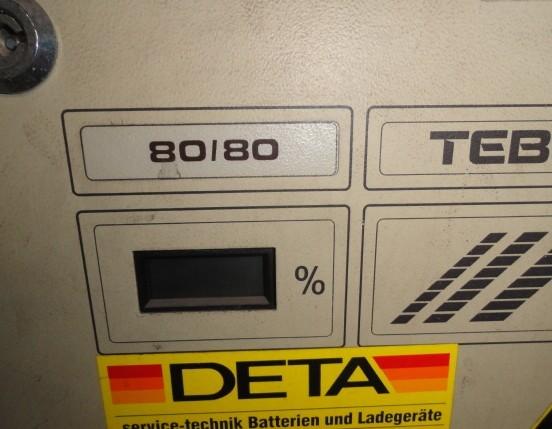 80/80
TEB
%
DETA
service-technik Batterien und Ladegeräte